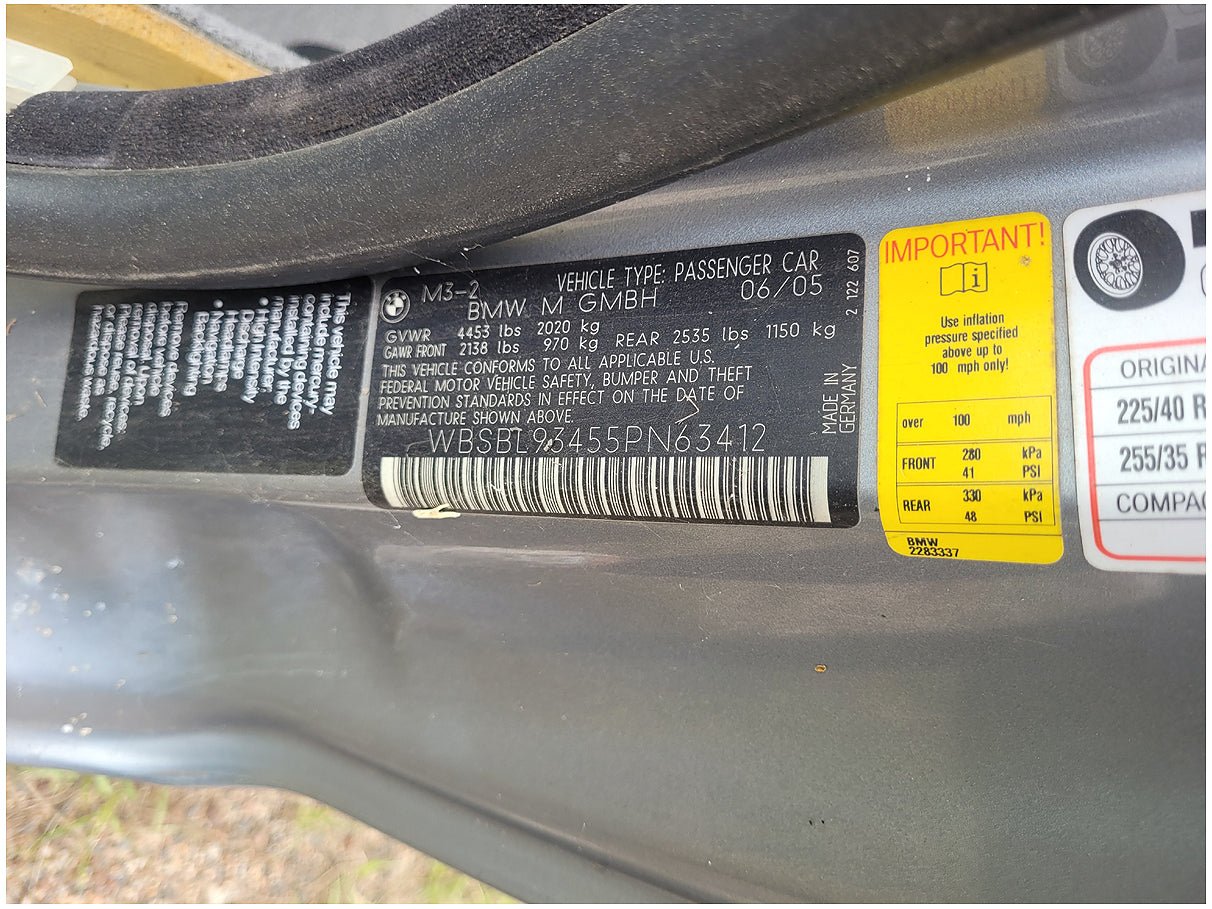 This vehicle may
include mercury-
containing devices
installed by the
manufacturer:
• High Intensity
Discharge
Headlamps
• Navigation
Backlighting
Remove devices
before vehicle
disposal. Upon
removal of devices:
Please reuse, recycle,
or dispose as
hazardous waste.
M3-2
VEHICLE TYPE: PASSENGER CAR
BMW M GMBH 06/05
GVWR 4453 lbs 2020 kg
GAWR FRONT 2138 lbs 970 kg REAR 2535 lbs 1150 kg
THIS VEHICLE CONFORMS TO ALL APPLICABLE U.S.
FEDERAL MOTOR VEHICLE SAFETY, BUMPER AND THEFT
PREVENTION STANDARDS IN EFFECT ON THE DATE OF
MANUFACTURE SHOWN ABOVE.
WBSBL93455PN63412
MADE IN
GERMANY
2 122 607
IMPORTANT!
Use inflation
pressure specified
above up to
100 mph only!
over 100 mph
FRONT 280 kPa
41 PSI
REAR 330 kPa
48 PSI
BMW
2283337
ORIGINA
225/40 R
255/35 R
COMPAC